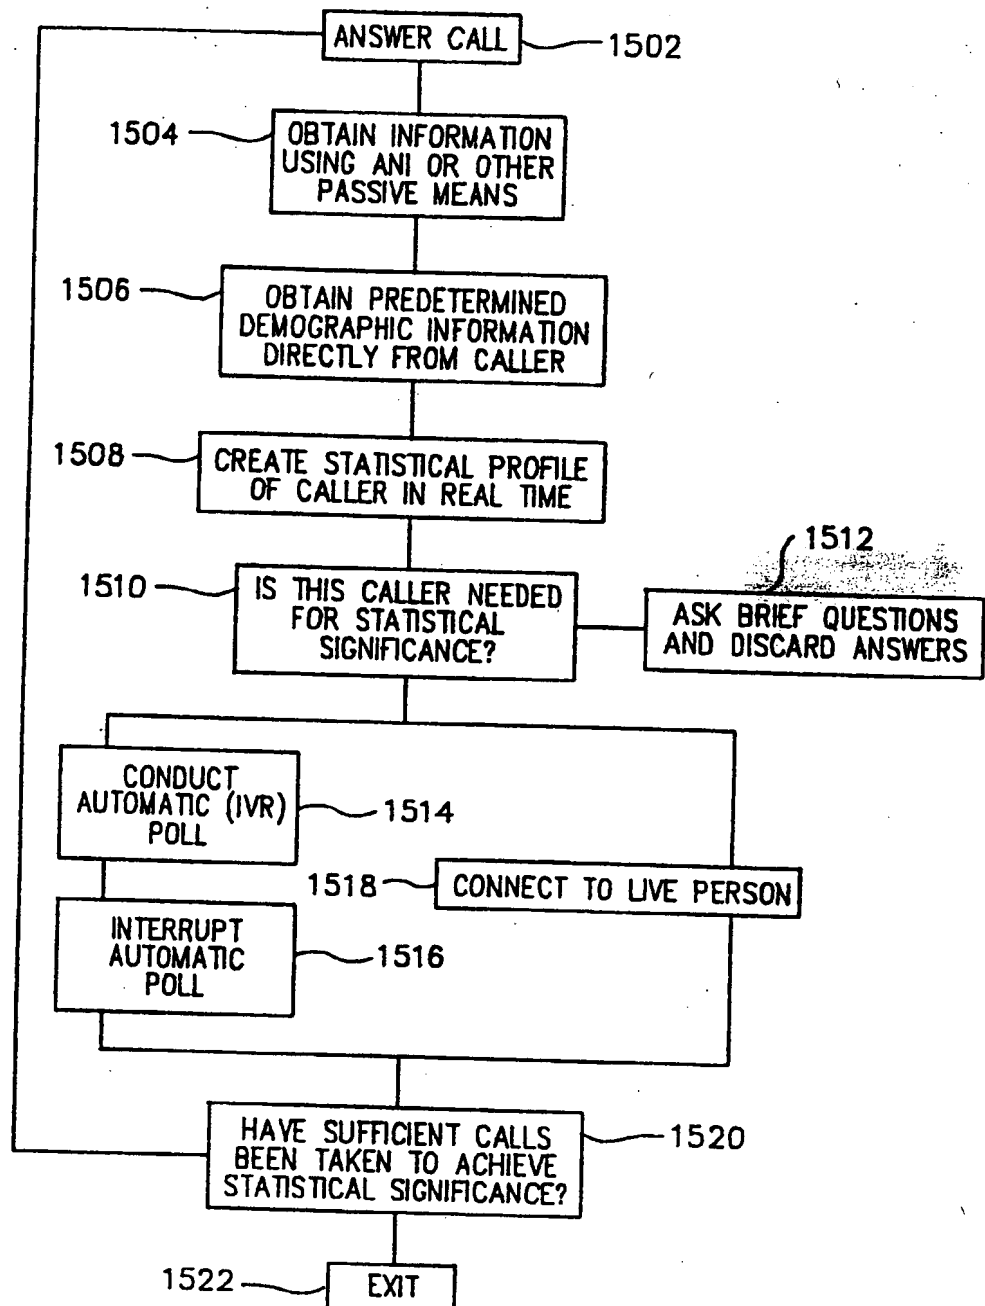 ANSWER CALL
1502
1504
OBTAIN INFORMATION
USING ANI OR OTHER
PASSIVE MEANS
1506
OBTAIN PREDETERMINED
DEMOGRAPHIC INFORMATION
DIRECTLY FROM CALLER
1508
CREATE STATISTICAL PROFILE
OF CALLER IN REAL TIME
1510
IS THIS CALLER NEEDED
FOR STATISTICAL
SIGNIFICANCE?
1512
ASK BRIEF QUESTIONS
AND DISCARD ANSWERS
CONDUCT
AUTOMATIC (IVR)
POLL
1514
INTERRUPT
AUTOMATIC
POLL
1516
1518
CONNECT TO LIVE PERSON
HAVE SUFFICIENT CALLS
BEEN TAKEN TO ACHIEVE
STATISTICAL SIGNIFICANCE?
1520
1522
EXIT